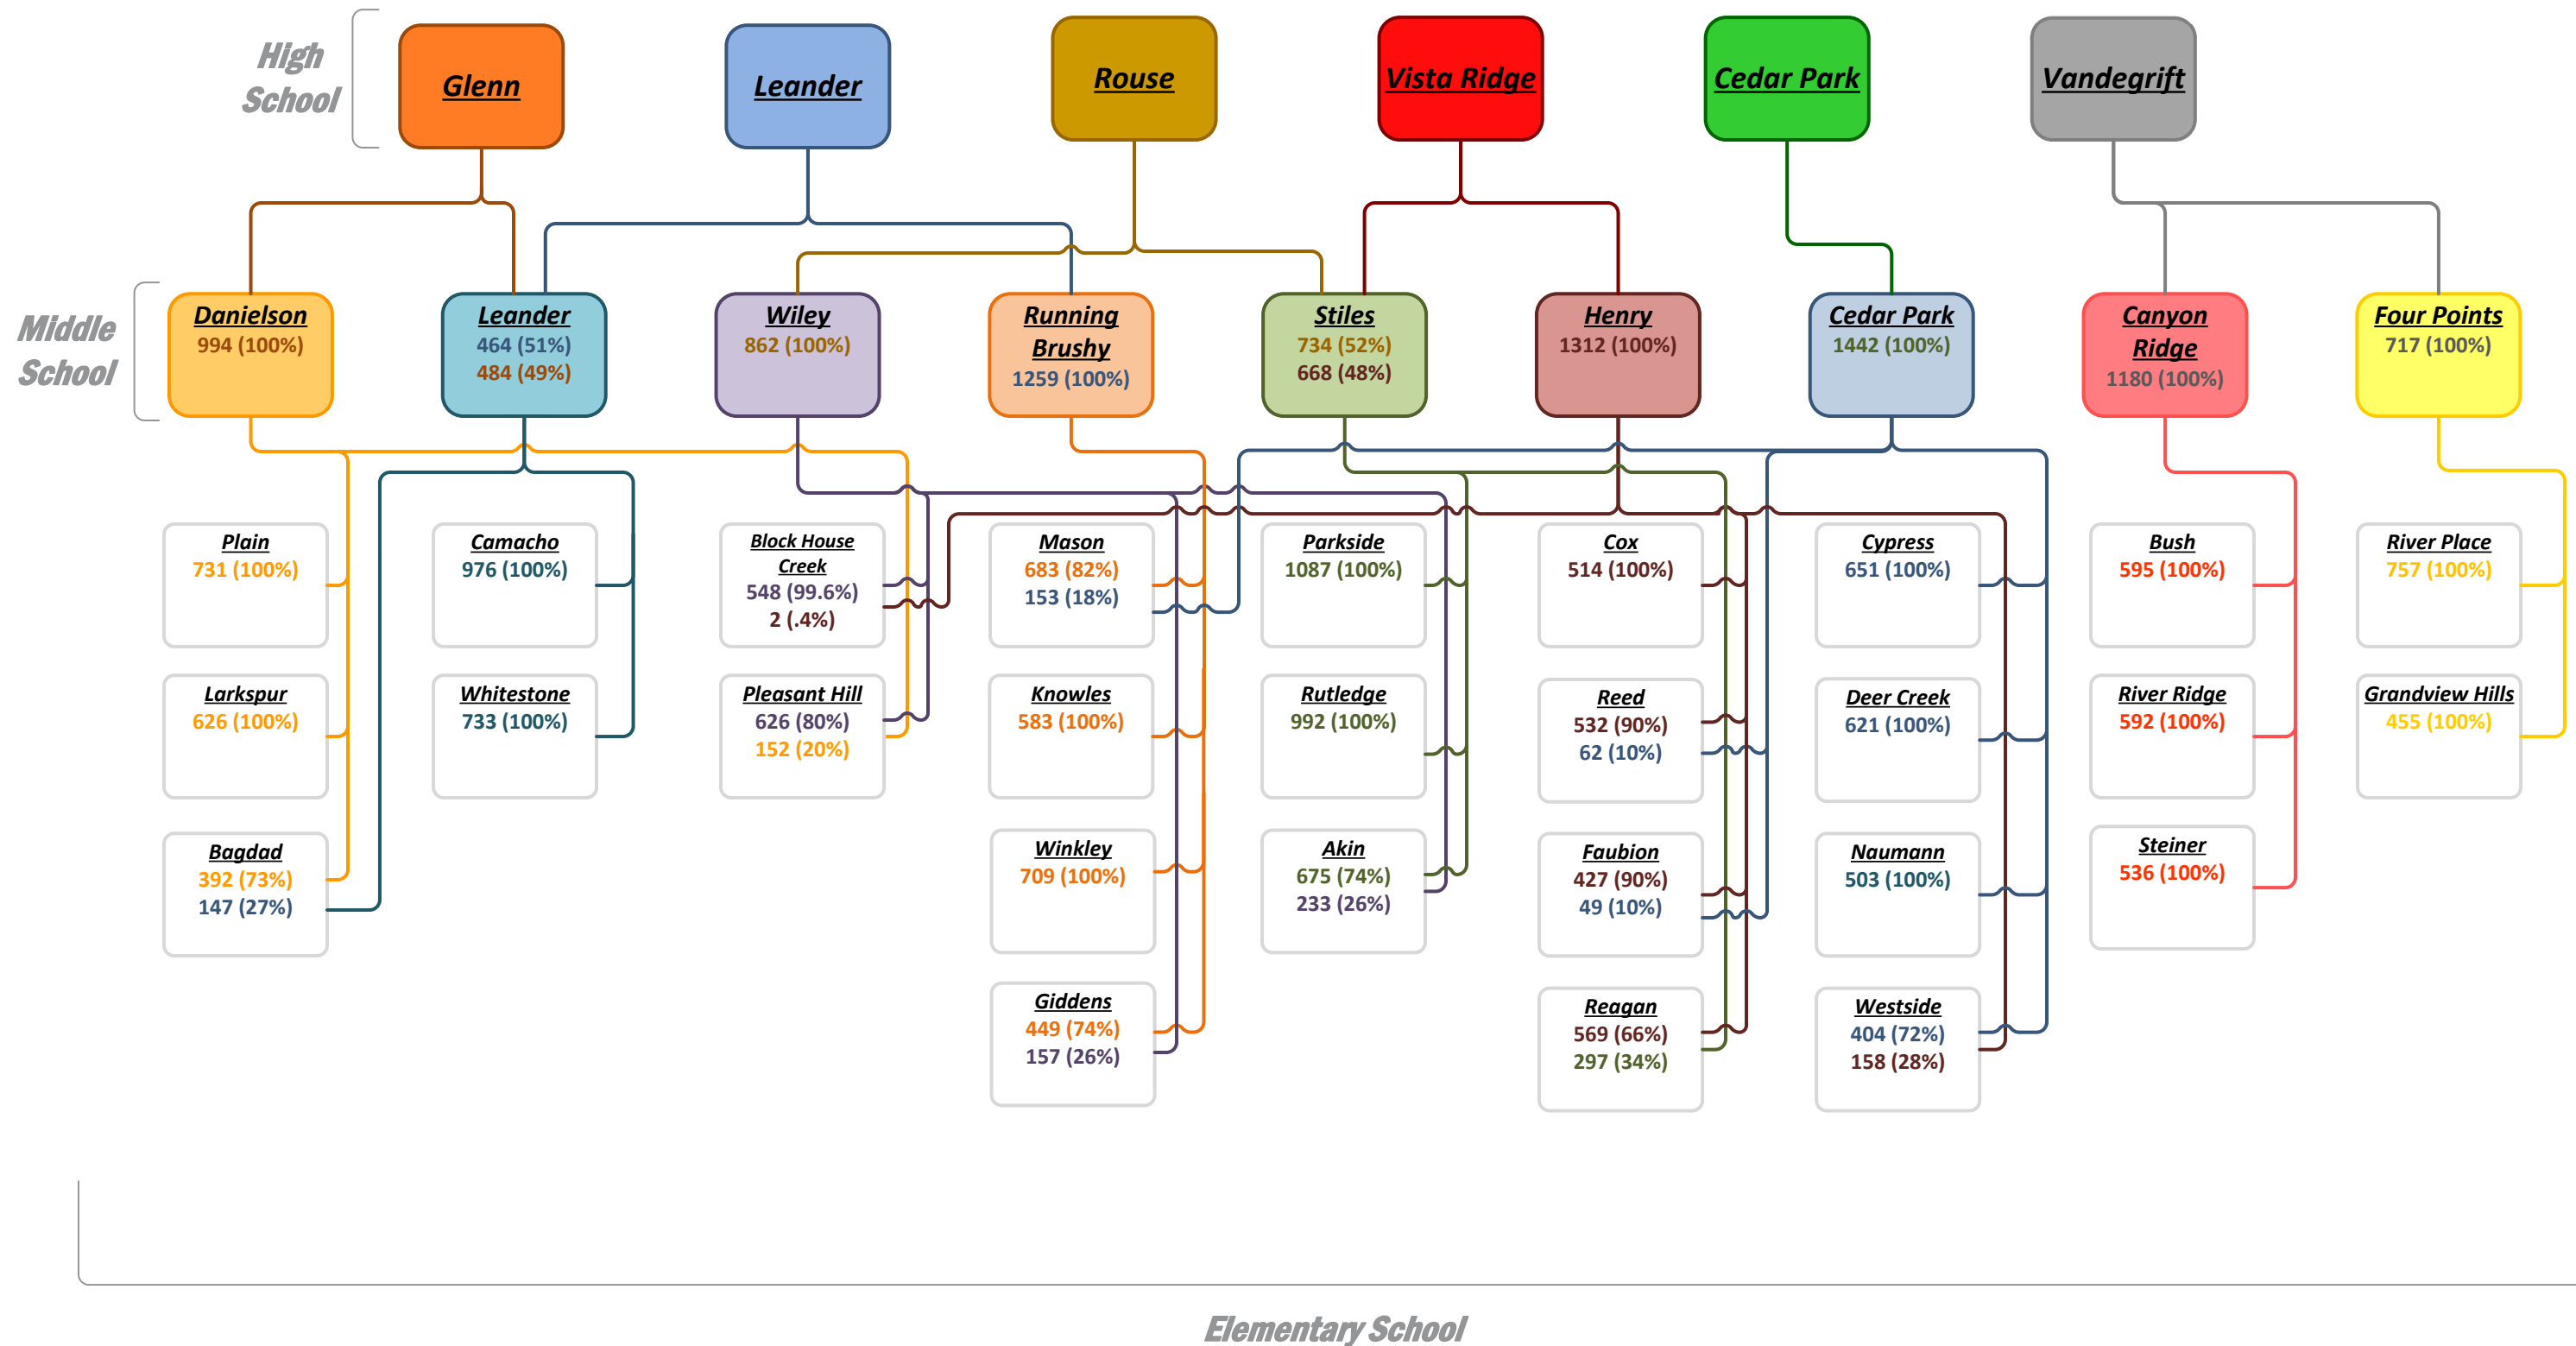 High
School
Glenn
Leander
Rouse
Vista Ridge
Cedar Park
Vandegrift
Middle
School
Danielson
994 (100%)
Leander
464 (51%)
484 (49%)
Wiley
862 (100%)
Running
Brushy
1259 (100%)
Stiles
734 (52%)
668 (48%)
Henry
1312 (100%)
Cedar Park
1442 (100%)
Canyon
Ridge
1180 (100%)
Four Points
717 (100%)
Plain
731 (100%)
Camacho
976 (100%)
Block House
Creek
548 (99.6%)
2 (.4%)
Mason
683 (82%)
153 (18%)
Parkside
1087 (100%)
Cox
514 (100%)
Cypress
651 (100%)
Bush
595 (100%)
River Place
757 (100%)
Larkspur
626 (100%)
Whitestone
733 (100%)
Pleasant Hill
626 (80%)
152 (20%)
Knowles
583 (100%)
Rutledge
992 (100%)
Reed
532 (90%)
62 (10%)
Deer Creek
621 (100%)
River Ridge
592 (100%)
Grandview Hills
455 (100%)
Bagdad
392 (73%)
147 (27%)
Winkley
709 (100%)
Akin
675 (74%)
233 (26%)
Faubion
427 (90%)
49 (10%)
Naumann
503 (100%)
Steiner
536 (100%)
Giddens
449 (74%)
157 (26%)
Reagan
569 (66%)
297 (34%)
Westside
404 (72%)
158 (28%)
Elementary School